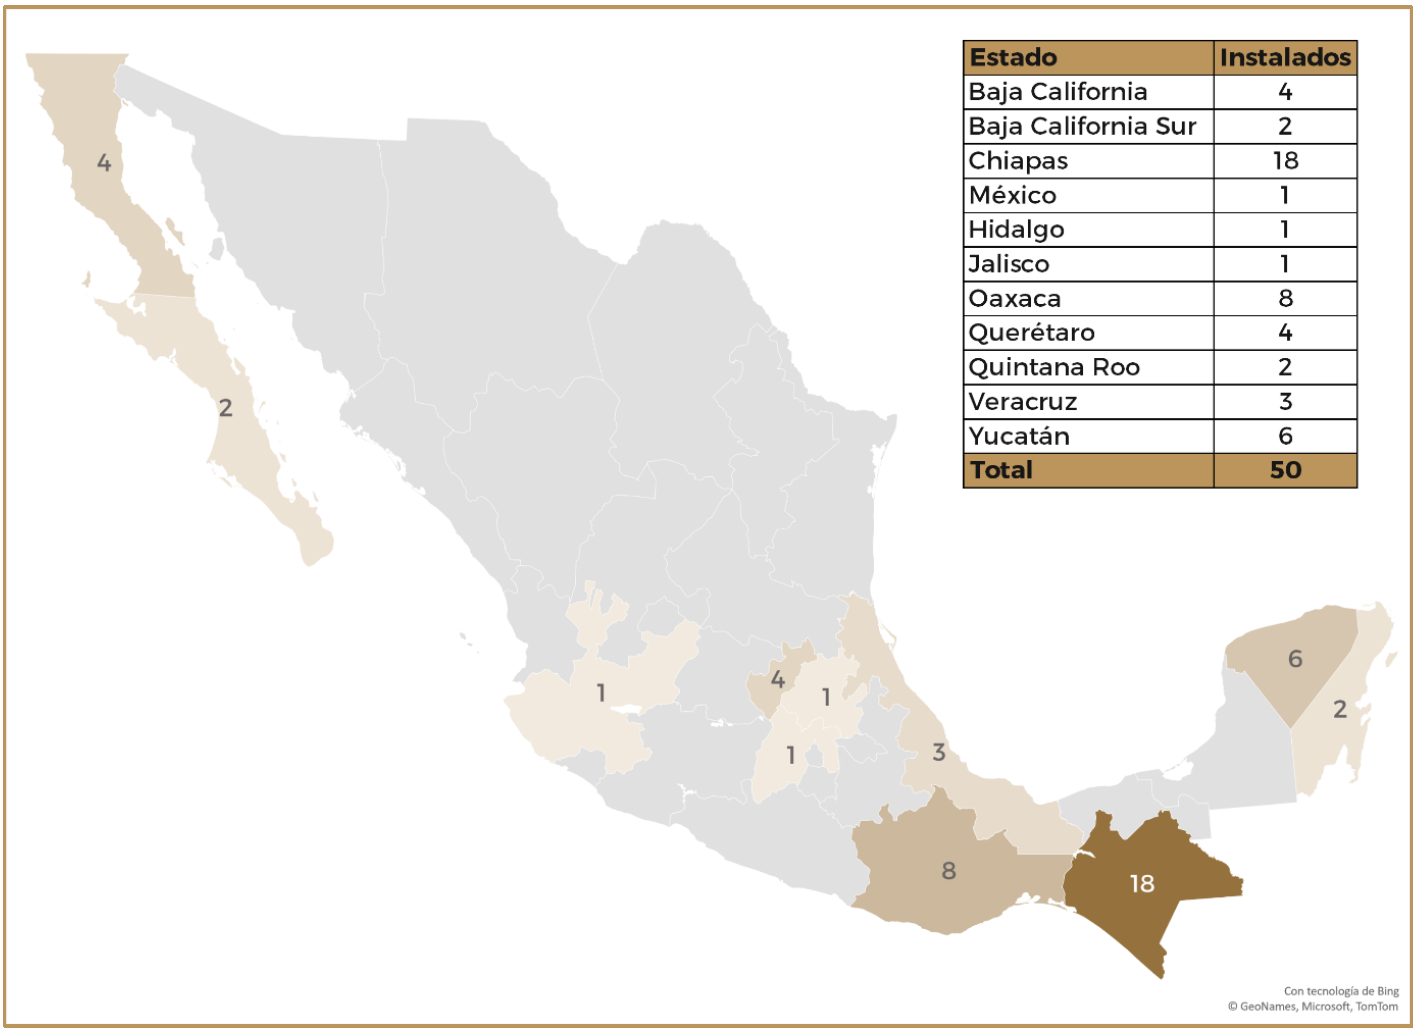 Estado Instalados
Baja California 4
Baja California Sur 2
Chiapas 18
México 1
Hidalgo 1
Jalisco 1
Oaxaca 8
Querétaro 4
Quintana Roo 2
Veracruz 3
Yucatán 6
Total 50
4
2
6
4
1
1
2
1
3
8
18
Con tecnología de Bing
© GeoNames, Microsoft, TomTom